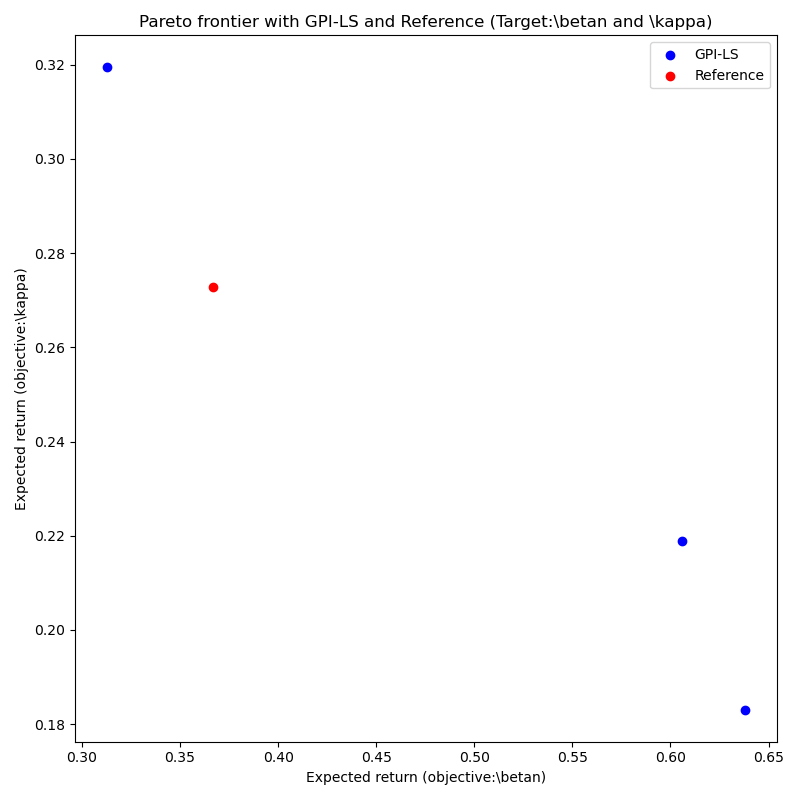 Pareto frontier with GPI-LS and Reference (Target:\betan and \kappa)
GPI-LS
Reference
0.32
0.30
0.28
0.26
0.24
0.22
0.20
0.18
Expected return (objective:\kappa)
0.30 0.35 0.40 0.45 0.50 0.55 0.60 0.65
Expected return (objective:\betan)